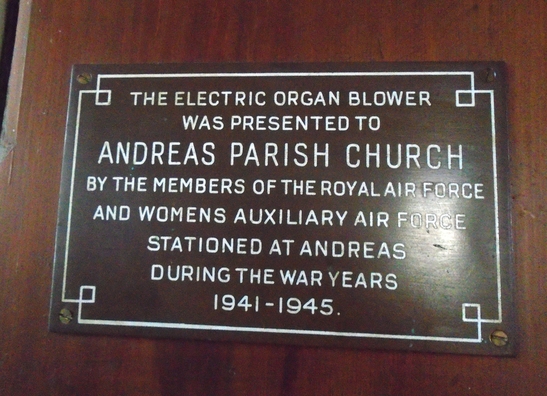 THE ELECTRIC ORGAN BLOWER
WAS PRESENTED TO
ANDREAS PARISH CHURCH
BY THE MEMBERS OF THE ROYAL AIR FORCE
AND WOMENS AUXILIARY AIR FORCE
STATIONED AT ANDREAS
DURING THE WAR YEARS
1941-1945.